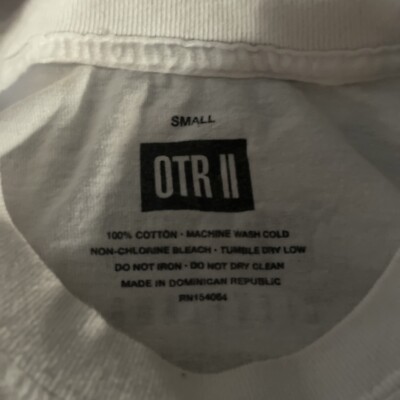 SMALL
OTR II
100% COTTON · MACHINE WASH COLD
NON-CHLORINE BLEACH · TUMBLE DRY LOW
DO NOT IRON · DO NOT DRY CLEAN
MADE IN DOMINICAN REPUBLIC
RN154064